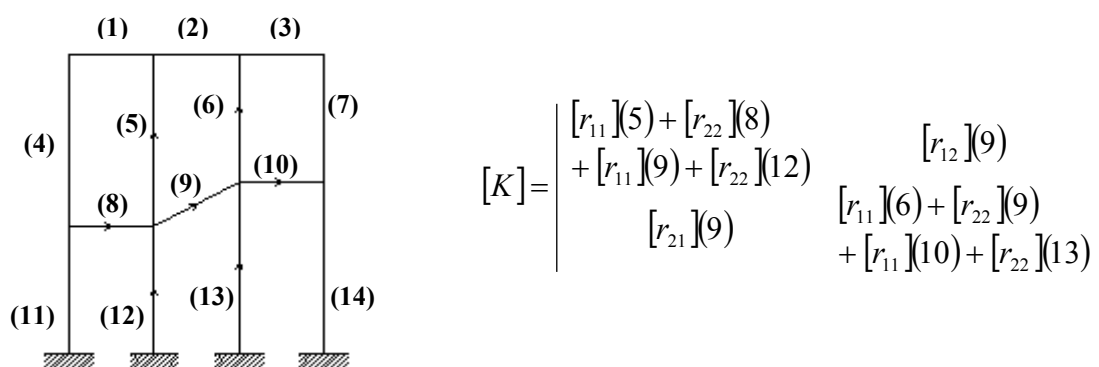 (1) (2) (3)
(4) (5) (6) (7)
(8) (9) (10)
(11) (12) (13) (14)
[K] = | [r₁₁](5) + [r₂₂](8) + [r₁₁](9) + [r₂₂](12) [r₁₂](9)
[r₂₁](9) [r₁₁](6) + [r₂₂](9) + [r₁₁](10) + [r₂₂](13)